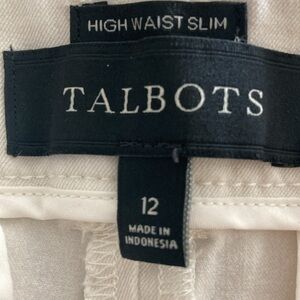 HIGH WAIST SLIM
TALBOTS
12
MADE IN
INDONESIA